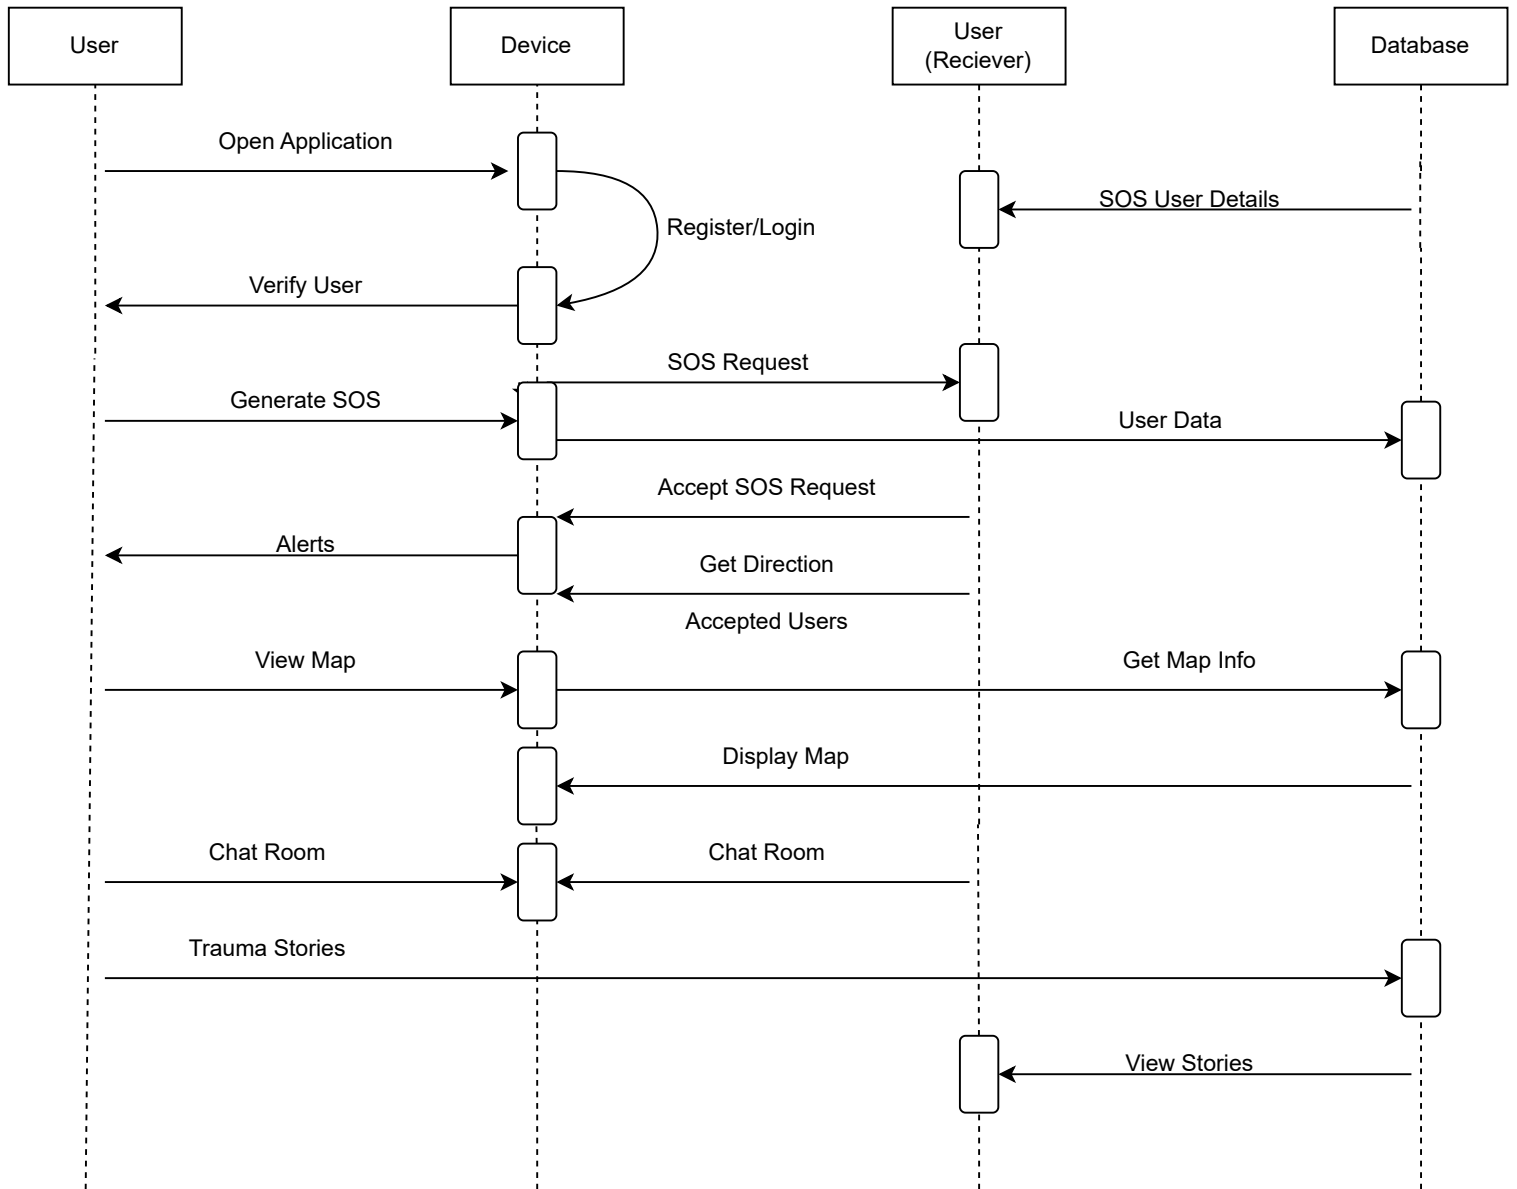 User
Device
User
(Reciever)
Database
Open Application
SOS User Details
Register/Login
Verify User
SOS Request
Generate SOS
User Data
Accept SOS Request
Alerts
Get Direction
Accepted Users
View Map
Get Map Info
Display Map
Chat Room
Chat Room
Trauma Stories
View Stories